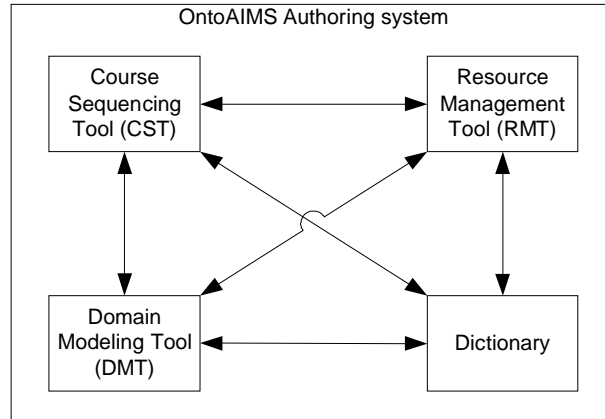 OntoAIMS Authoring system
Course
Sequencing
Tool (CST)
Resource
Management
Tool (RMT)
Domain
Modeling Tool
(DMT)
Dictionary